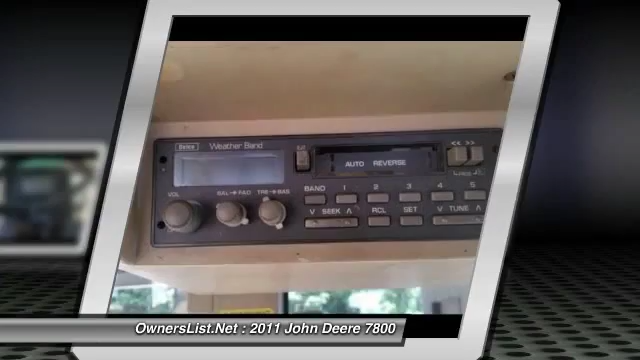 Delco Weather Band
<< >>
AUTO REVERSE
VOL BAL→FAD TRE→BAS
BAND 1 2 3 4 5
V SEEK Λ RCL SET V TUNE Λ
OwnersList.Net : 2011 John Deere 7800